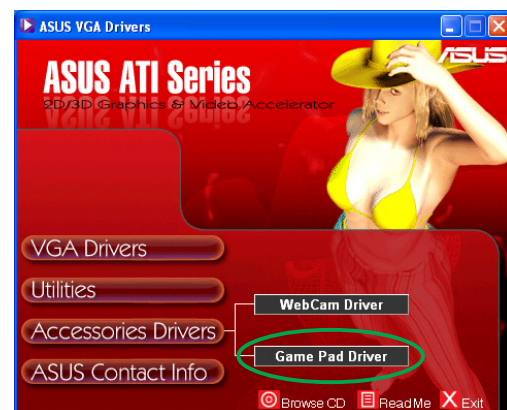 ASUS VGA Drivers
ASUS
ASUS ATI Series
2D/3D Graphics & Video Accelerator
VGA Drivers
Utilities
WebCam Driver
Accessories Drivers
Game Pad Driver
ASUS Contact Info
Browse CD ReadMe Exit